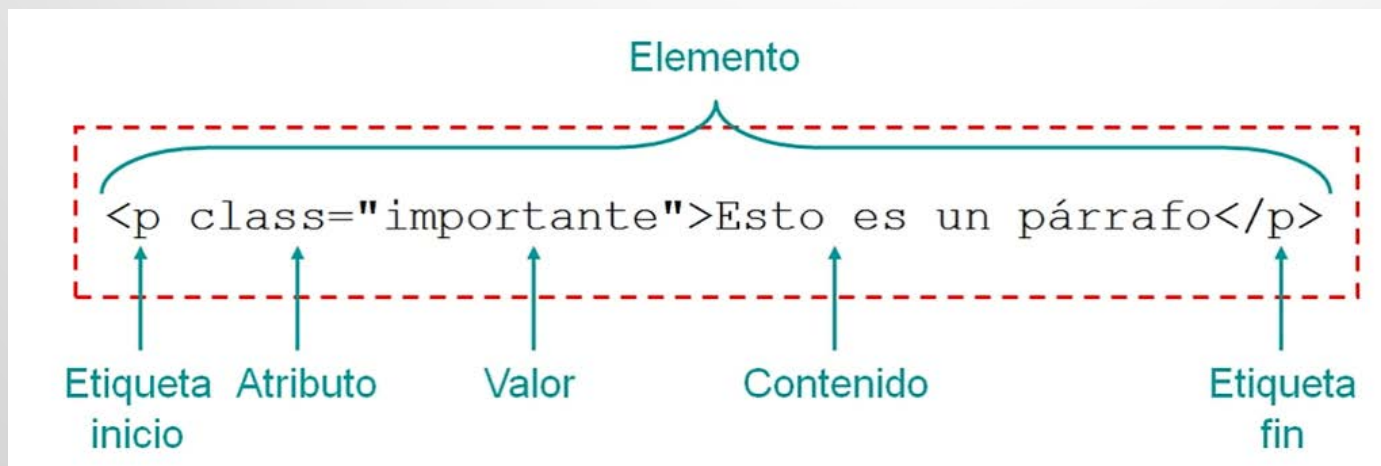 Elemento
<p class="importante">Esto es un párrafo</p>
Etiqueta Atributo Valor Contenido Etiqueta
inicio fin